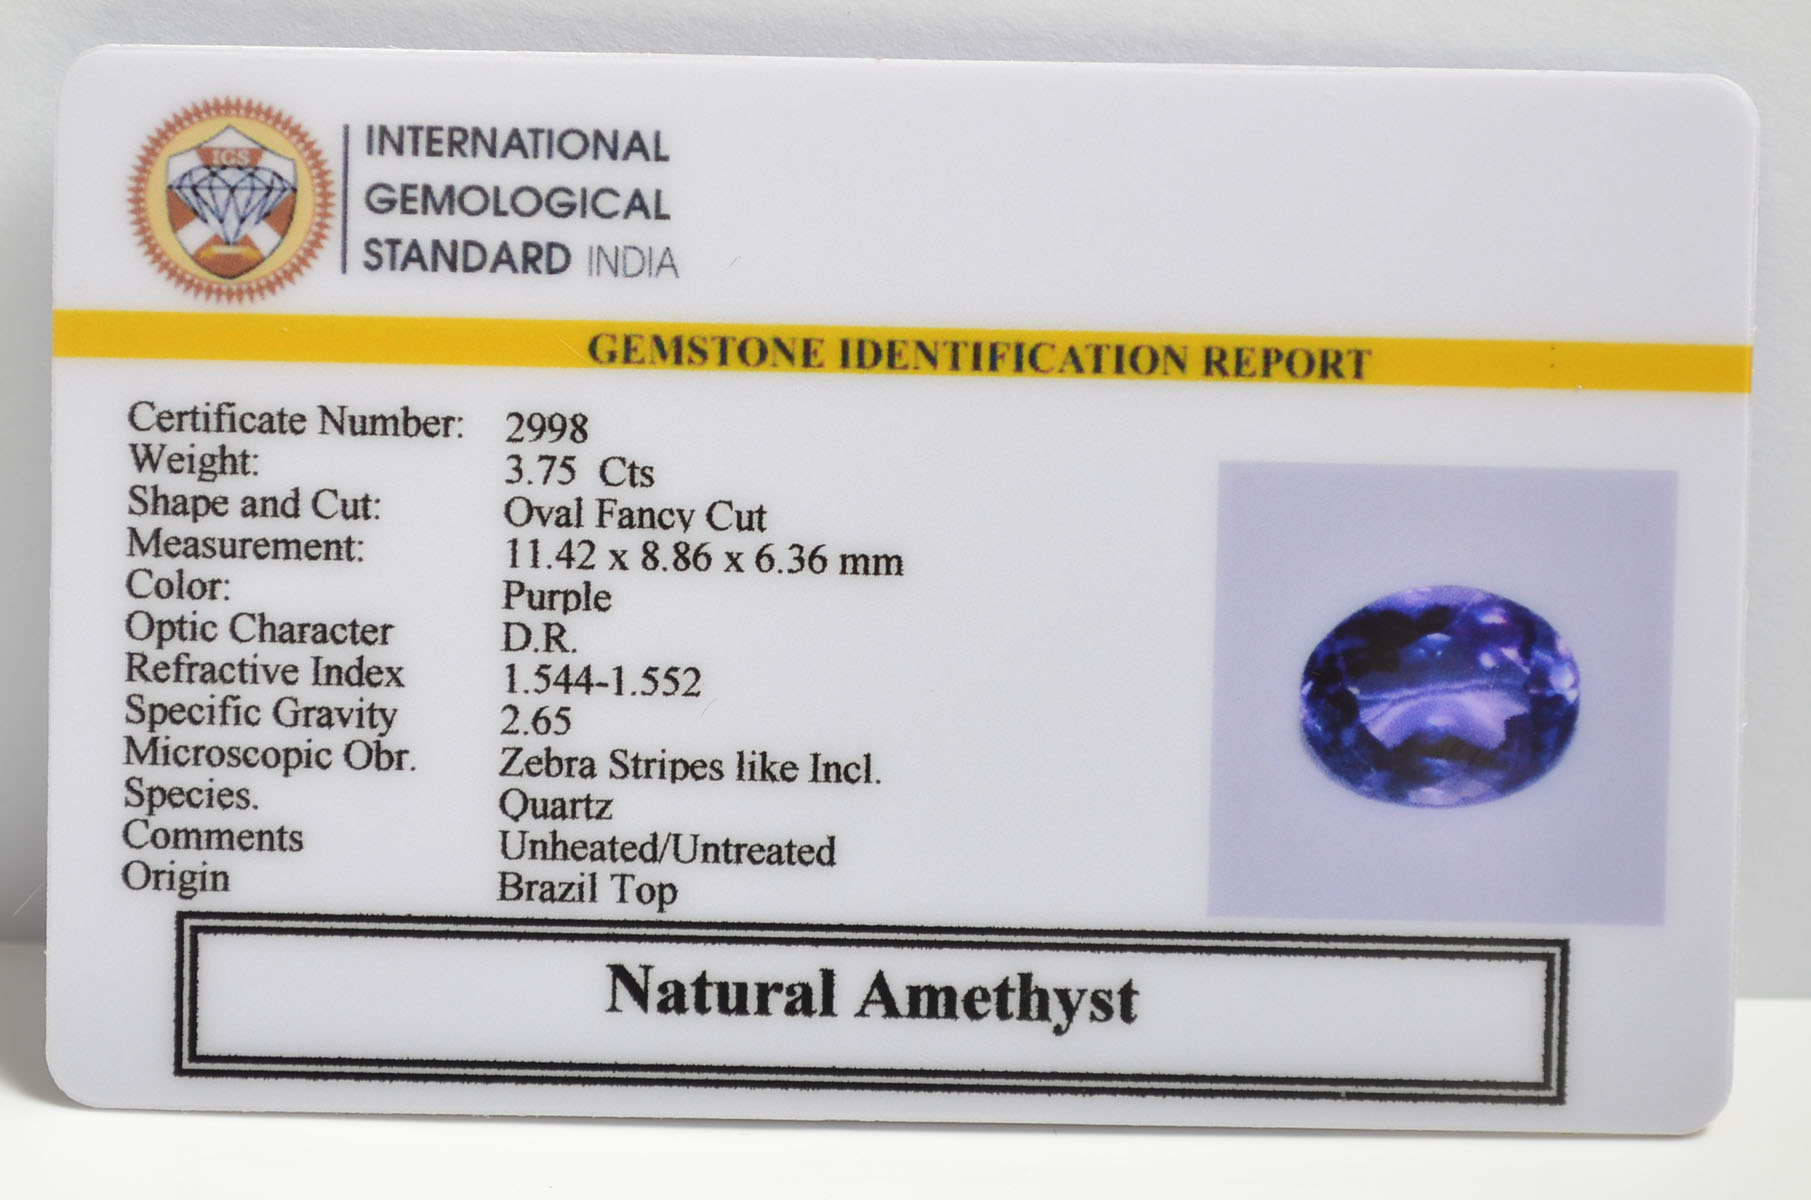 ICS
INTERNATIONAL
GEMOLOGICAL
STANDARD INDIA
GEMSTONE IDENTIFICATION REPORT
Certificate Number: 2998
Weight: 3.75 Cts
Shape and Cut: Oval Fancy Cut
Measurement: 11.42 x 8.86 x 6.36 mm
Color: Purple
Optic Character D.R.
Refractive Index 1.544-1.552
Specific Gravity 2.65
Microscopic Obr. Zebra Stripes like Incl.
Species. Quartz
Comments Unheated/Untreated
Origin Brazil Top
Natural Amethyst